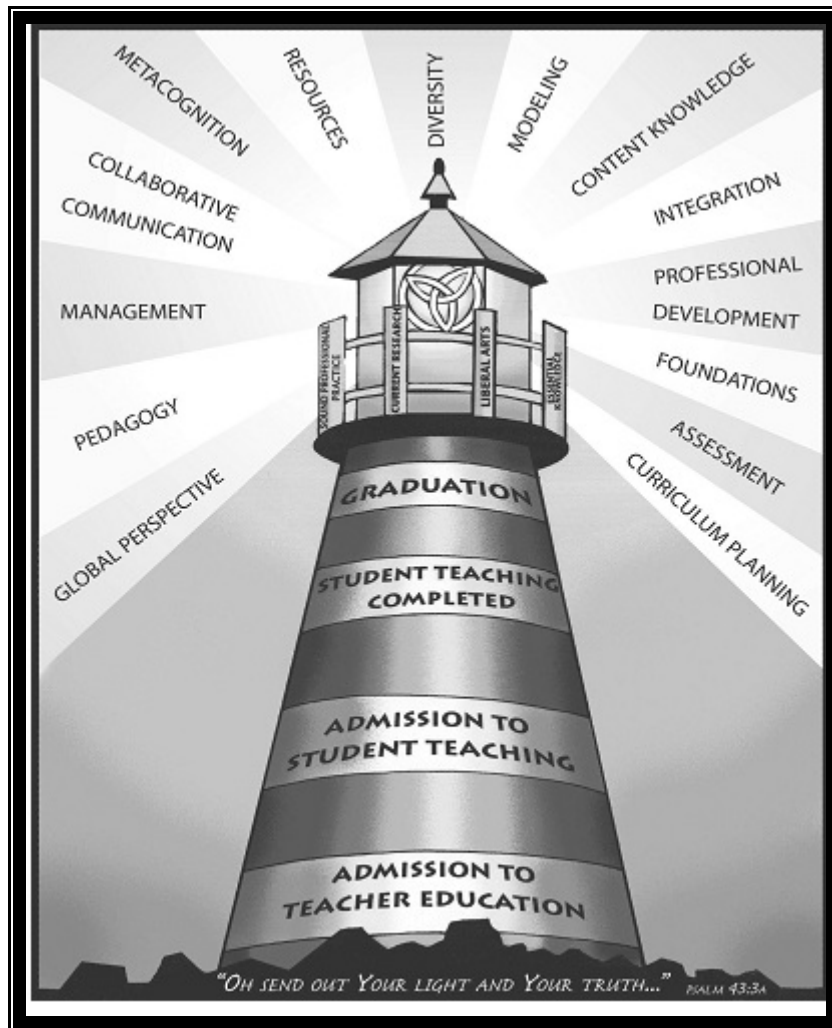 METACOGNITION
RESOURCES
DIVERSITY
MODELING
CONTENT KNOWLEDGE
COLLABORATIVE
COMMUNICATION
INTEGRATION
MANAGEMENT
PROFESSIONAL
DEVELOPMENT
PEDAGOGY
FOUNDATIONS
GLOBAL PERSPECTIVE
ASSESSMENT
CURRICULUM PLANNING
SOUND PROFESSIONAL
PRACTICE
CURRENT RESEARCH
LIBERAL ARTS
ESSENTIAL
KNOWLEDGE
GRADUATION
STUDENT TEACHING
COMPLETED
ADMISSION TO
STUDENT TEACHING
ADMISSION TO
TEACHER EDUCATION
"OH SEND OUT YOUR LIGHT AND YOUR TRUTH..." PSALM 43:3A